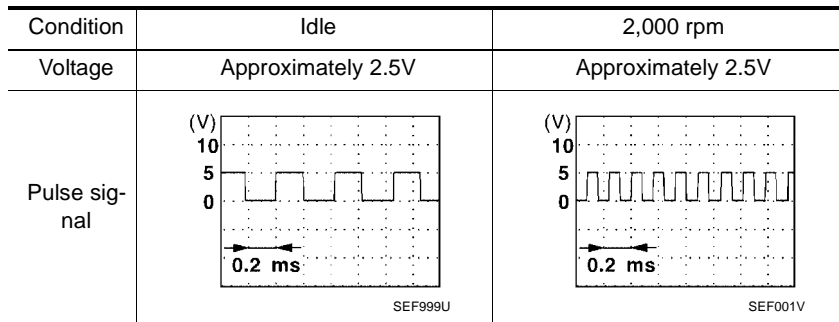 Condition Idle 2,000 rpm
Voltage Approximately 2.5V Approximately 2.5V
Pulse sig-
nal
(V)
10
5
0
0.2 ms
SEF999U
(V)
10
5
0
0.2 ms
SEF001V